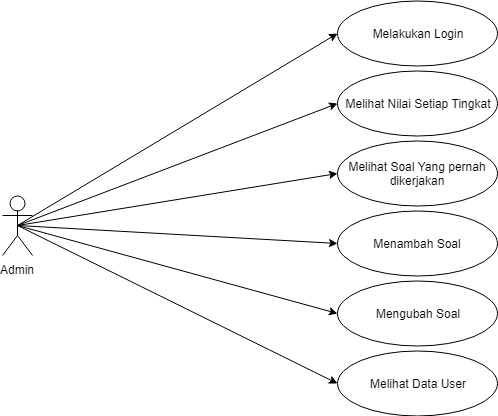 Melakukan Login
Melihat Nilai Setiap Tingkat
Melihat Soal Yang pernah
dikerjakan
Admin
Menambah Soal
Mengubah Soal
Melihat Data User